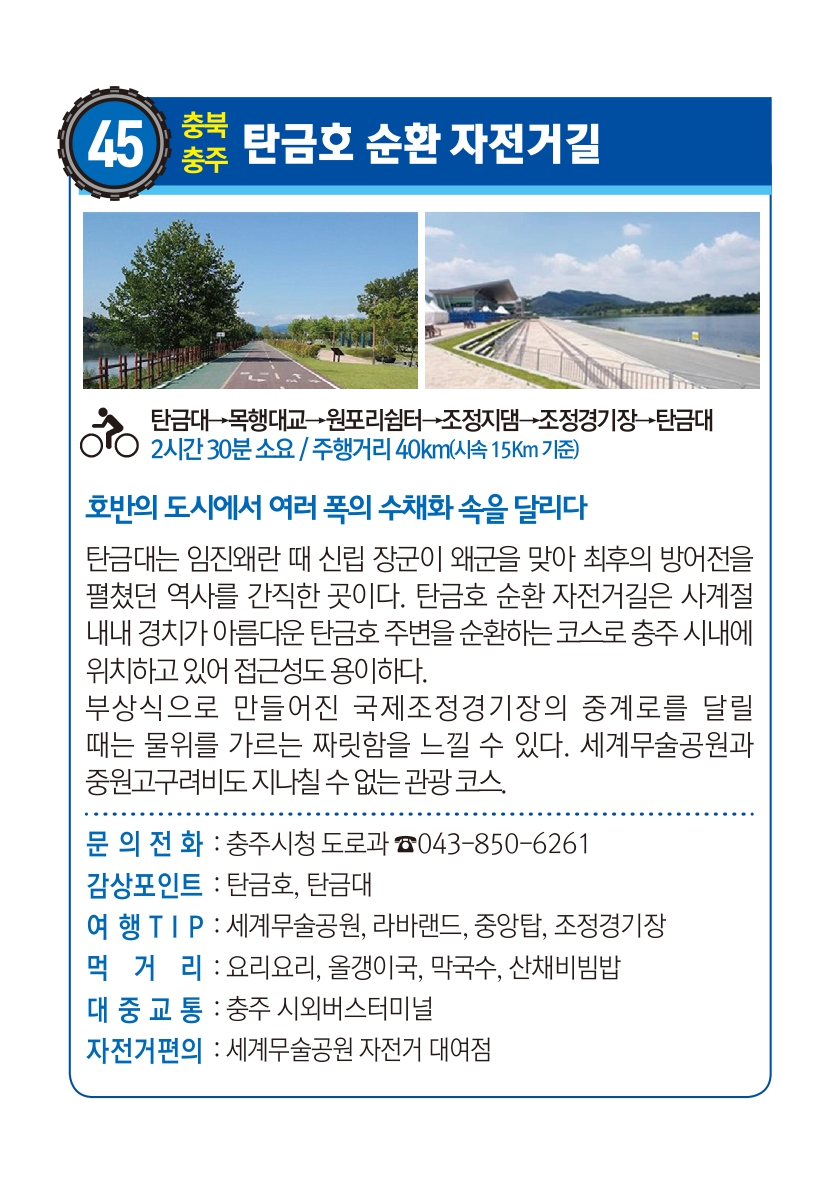 45 충북 충주 탄금호 순환 자전거길
탄금대→목행대교→원포리쉼터→조정지댐→조정경기장→탄금대
2시간 30분 소요 / 주행거리 40km(시속 15Km 기준)
호반의 도시에서 여러 폭의 수채화 속을 달리다
탄금대는 임진왜란 때 신립 장군이 왜군을 맞아 최후의 방어전을
펼쳤던 역사를 간직한 곳이다. 탄금호 순환 자전거길은 사계절
내내 경치가 아름다운 탄금호 주변을 순환하는 코스로 충주 시내에
위치하고 있어 접근성도 용이하다.
부상식으로 만들어진 국제조정경기장의 중계로를 달릴
때는 물위를 가르는 짜릿함을 느낄 수 있다. 세계무술공원과
중원고구려비도 지나칠 수 없는 관광 코스.
문의전화 : 충주시청 도로과 ☎043-850-6261
감상포인트 : 탄금호, 탄금대
여행TIP : 세계무술공원, 라바랜드, 중앙탑, 조정경기장
먹거리 : 요리요리, 올갱이국, 막국수, 산채비빔밥
대중교통 : 충주 시외버스터미널
자전거편의 : 세계무술공원 자전거 대여점